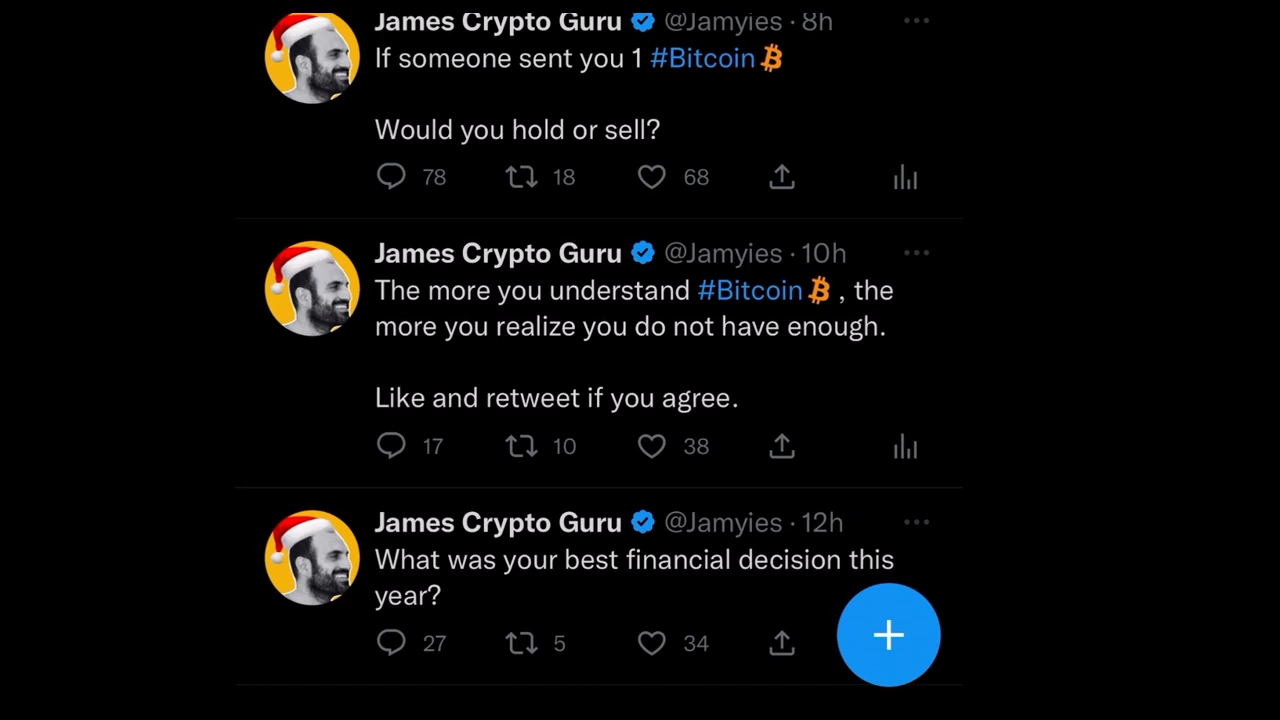 James Crypto Guru @Jamyies · 8h
If someone sent you 1 #Bitcoin
Would you hold or sell?
78 18 68
James Crypto Guru @Jamyies · 10h
The more you understand #Bitcoin , the
more you realize you do not have enough.
Like and retweet if you agree.
17 10 38
James Crypto Guru @Jamyies · 12h
What was your best financial decision this
year?
27 5 34